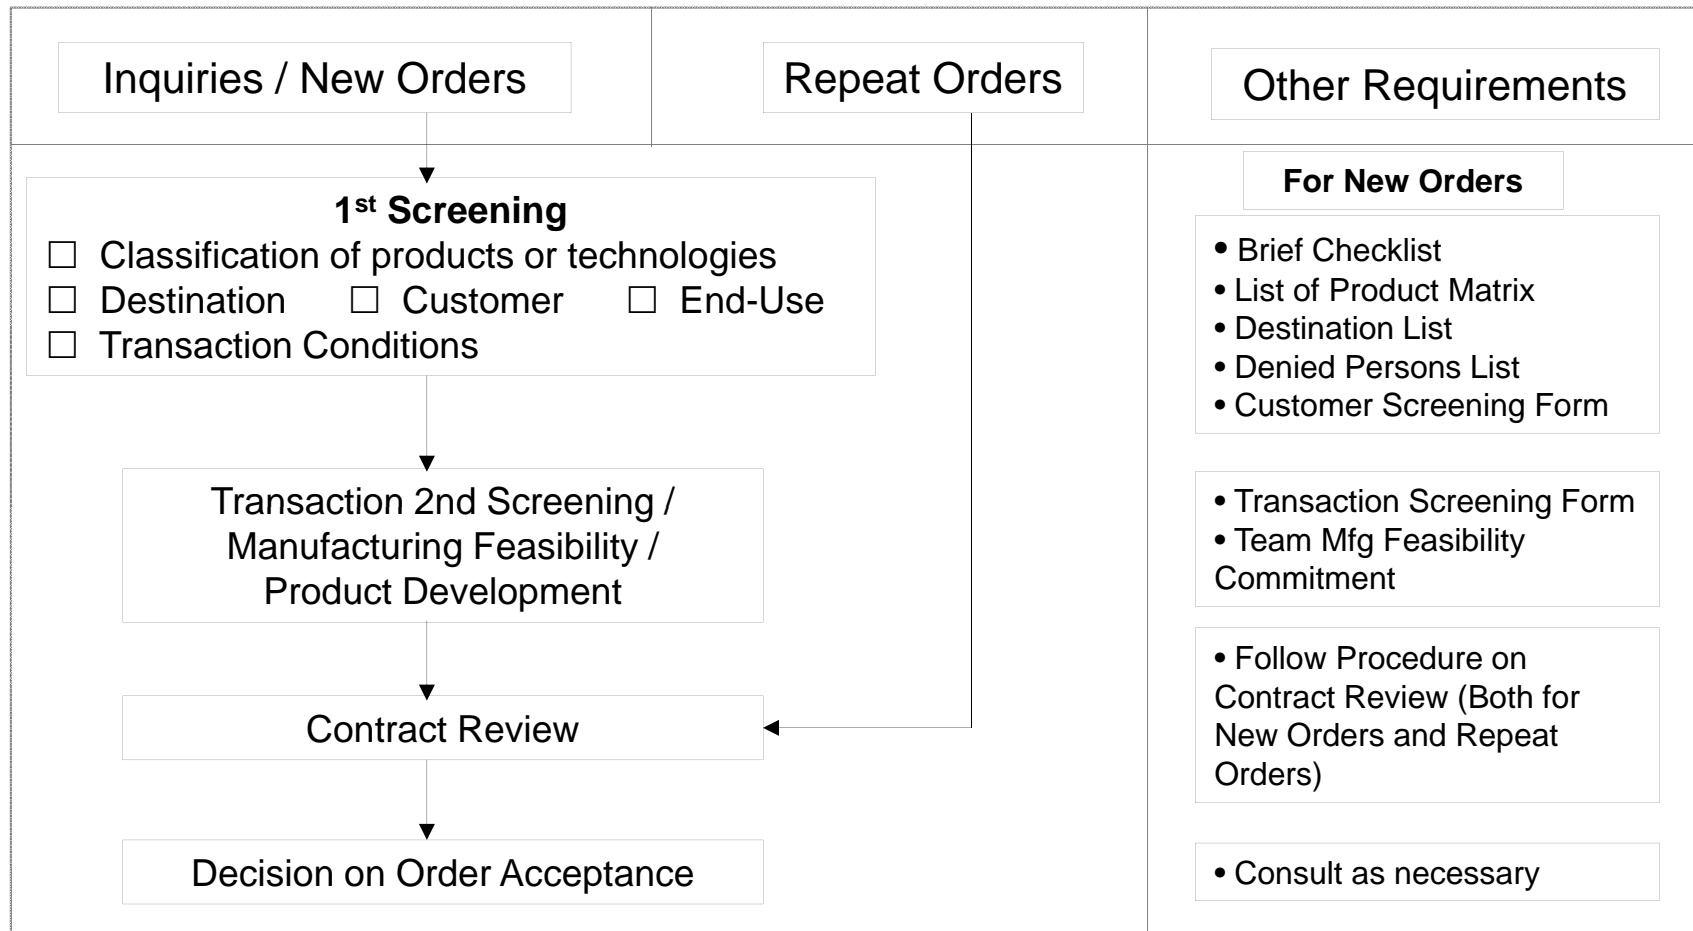 Inquiries / New Orders
Repeat Orders
Other Requirements
1st Screening
☐ Classification of products or technologies
☐ Destination ☐ Customer ☐ End-Use
☐ Transaction Conditions
Transaction 2nd Screening /
Manufacturing Feasibility /
Product Development
Contract Review
Decision on Order Acceptance
For New Orders
• Brief Checklist
• List of Product Matrix
• Destination List
• Denied Persons List
• Customer Screening Form
• Transaction Screening Form
• Team Mfg Feasibility
Commitment
• Follow Procedure on
Contract Review (Both for
New Orders and Repeat
Orders)
• Consult as necessary